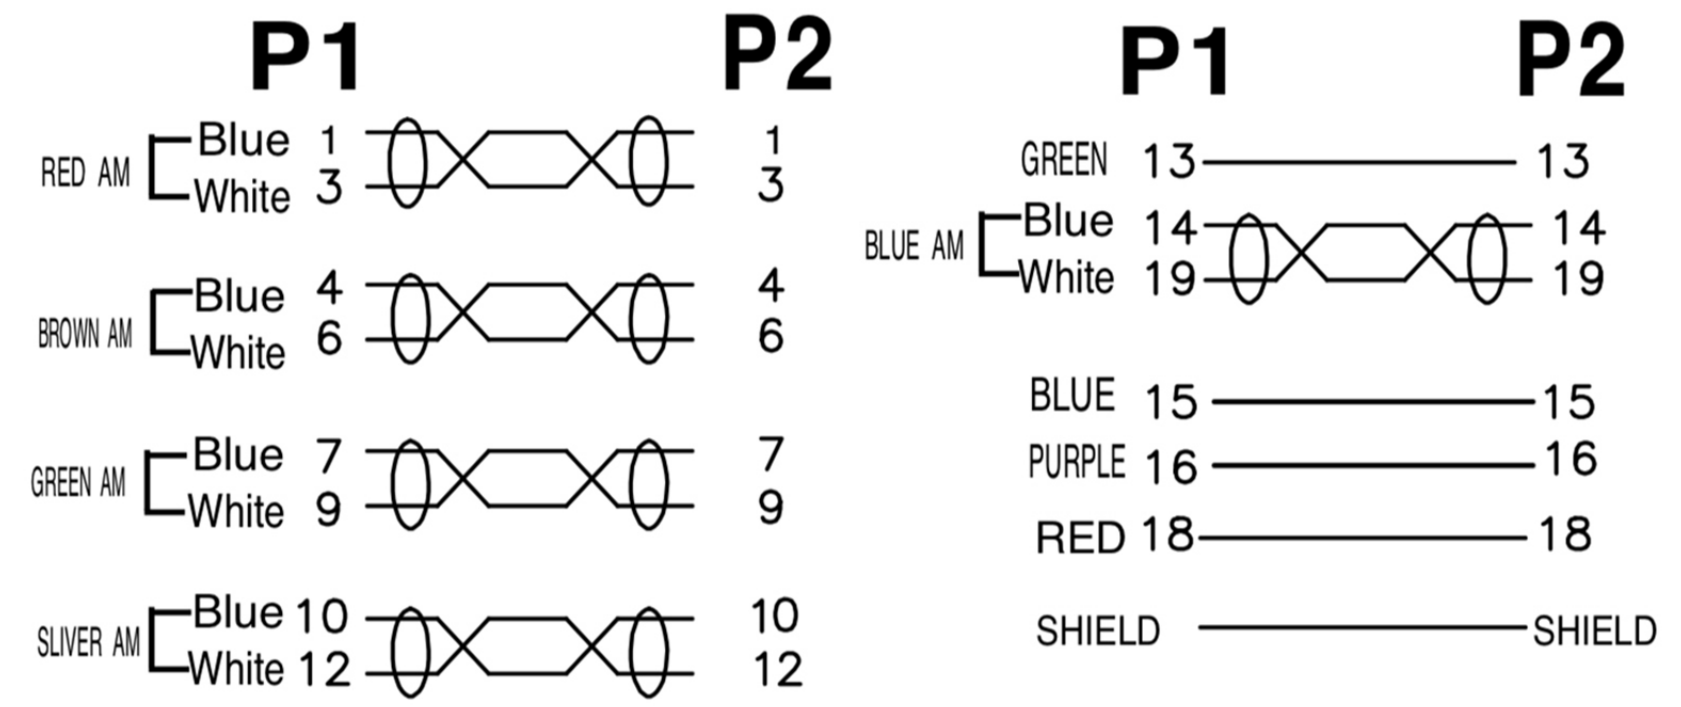 P1 P2
RED AM Blue 1 1
White 3 3
BROWN AM Blue 4 4
White 6 6
GREEN AM Blue 7 7
White 9 9
SLIVER AM Blue 10 10
White 12 12
P1 P2
GREEN 13 13
BLUE AM Blue 14 14
White 19 19
BLUE 15 15
PURPLE 16 16
RED 18 18
SHIELD SHIELD